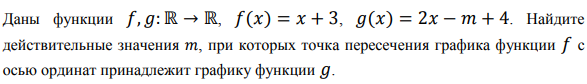 Даны функции f, g: ℝ → ℝ, f(x) = x + 3, g(x) = 2x − m + 4. Найдите
действительные значения m, при которых точка пересечения графика функции f с
осью ординат принадлежит графику функции g.